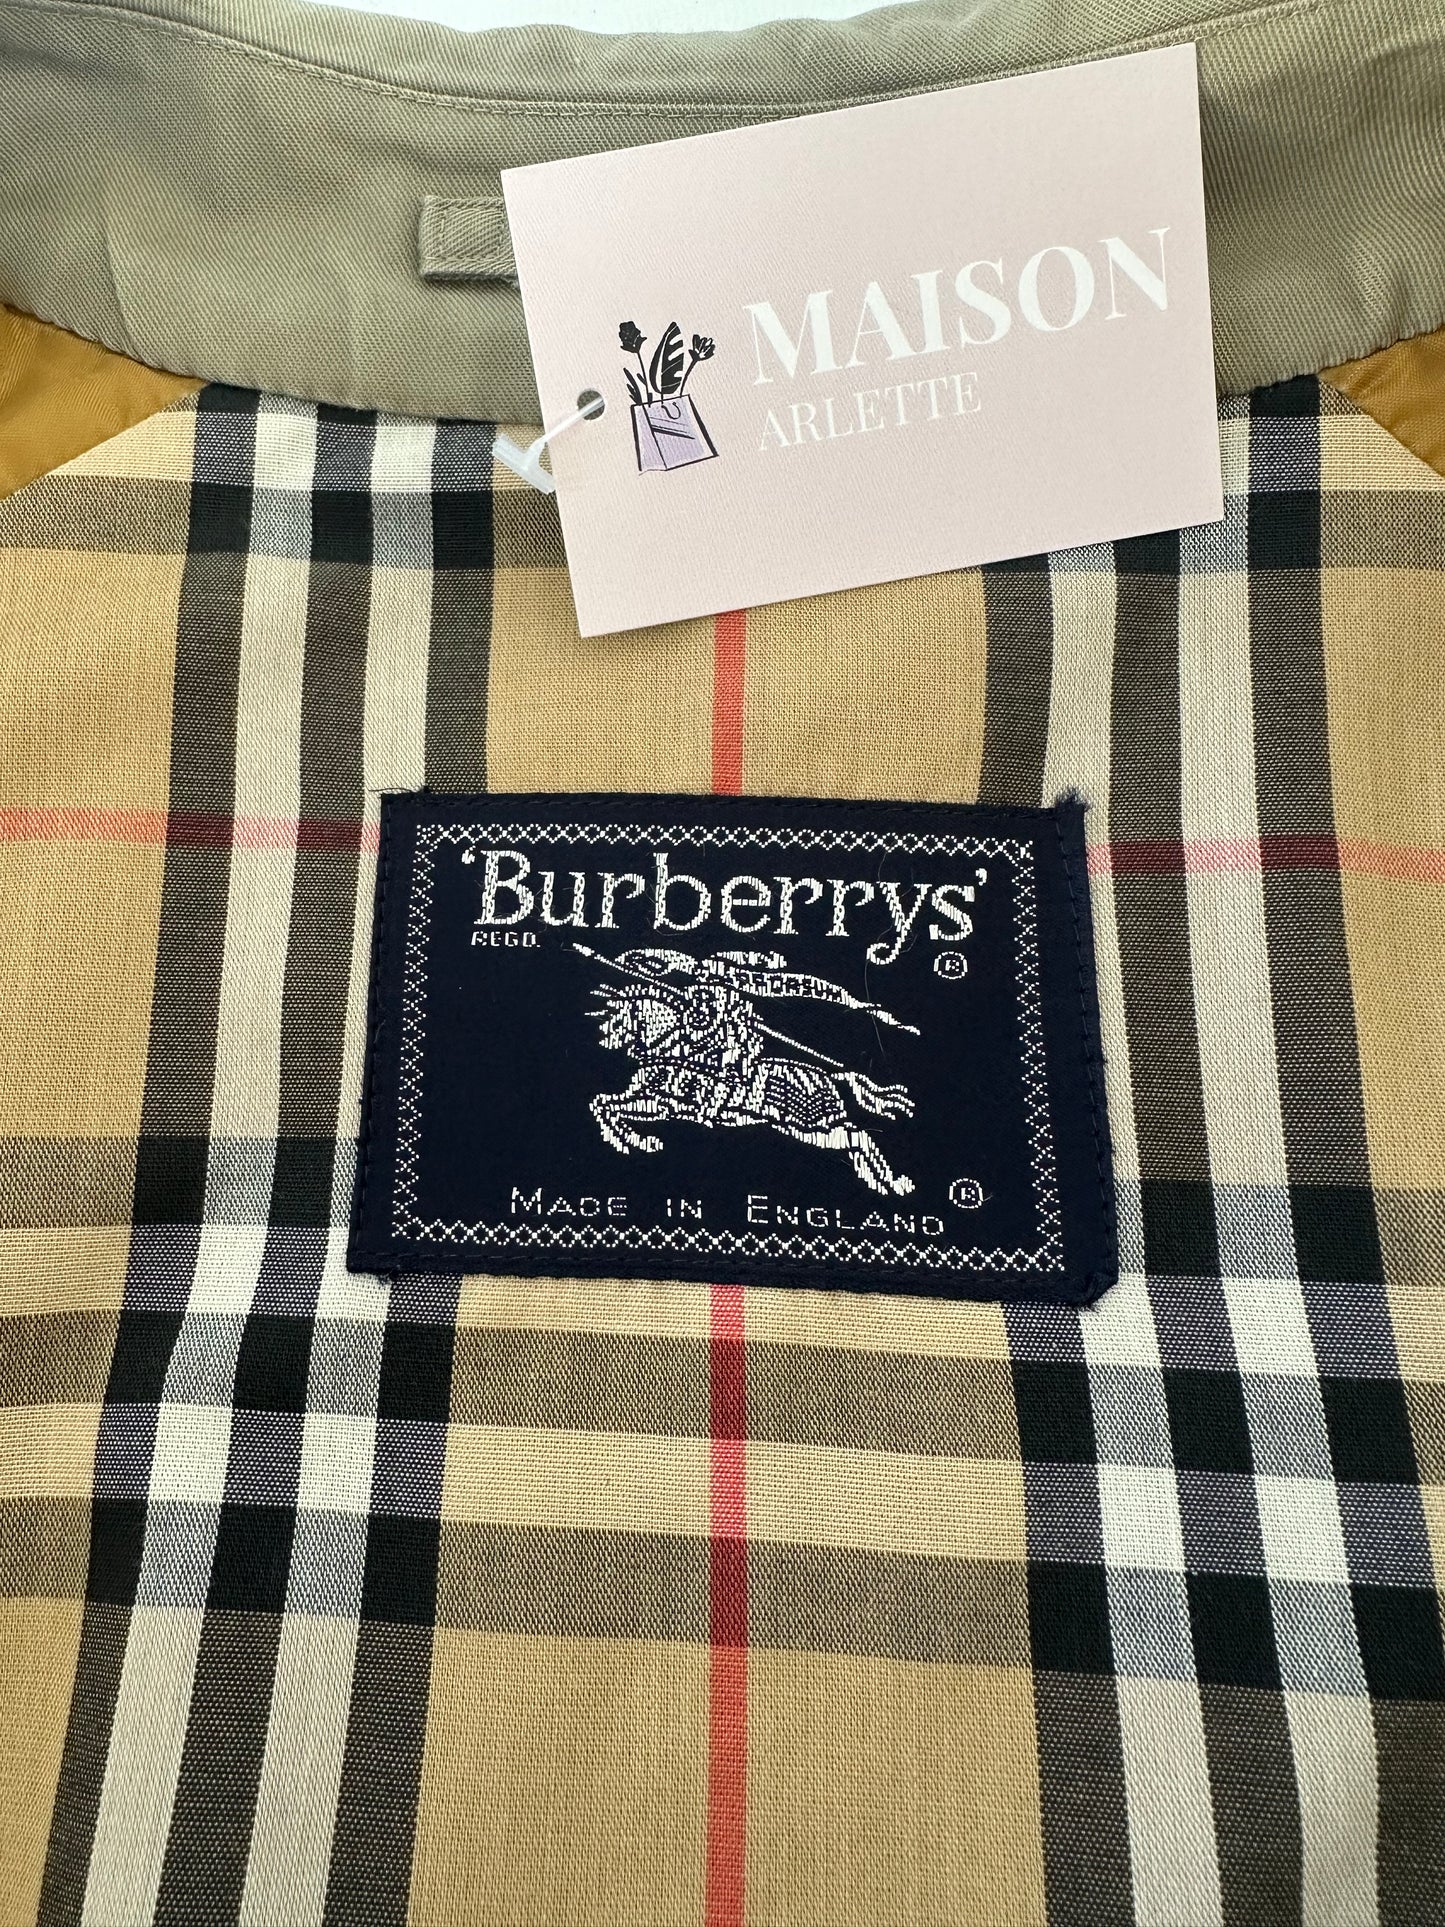 MAISON
ARLETTE
'Burberrys'
REGD.
®
PRORSUM
®
MADE IN ENGLAND